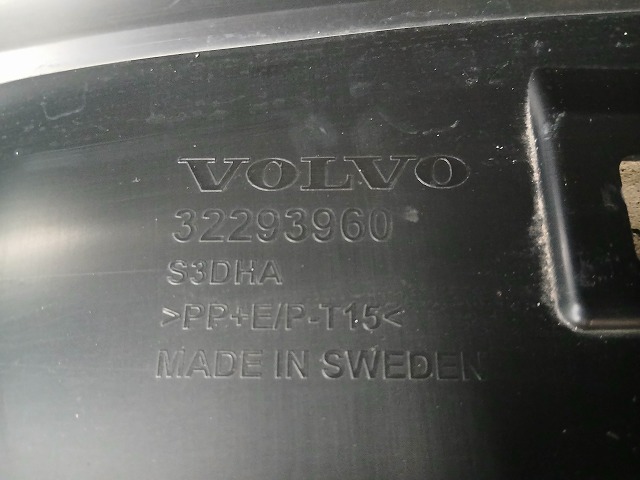 VOLVO
32293960
S3DHA
>PP+E/P-T15<
MADE IN SWEDEN